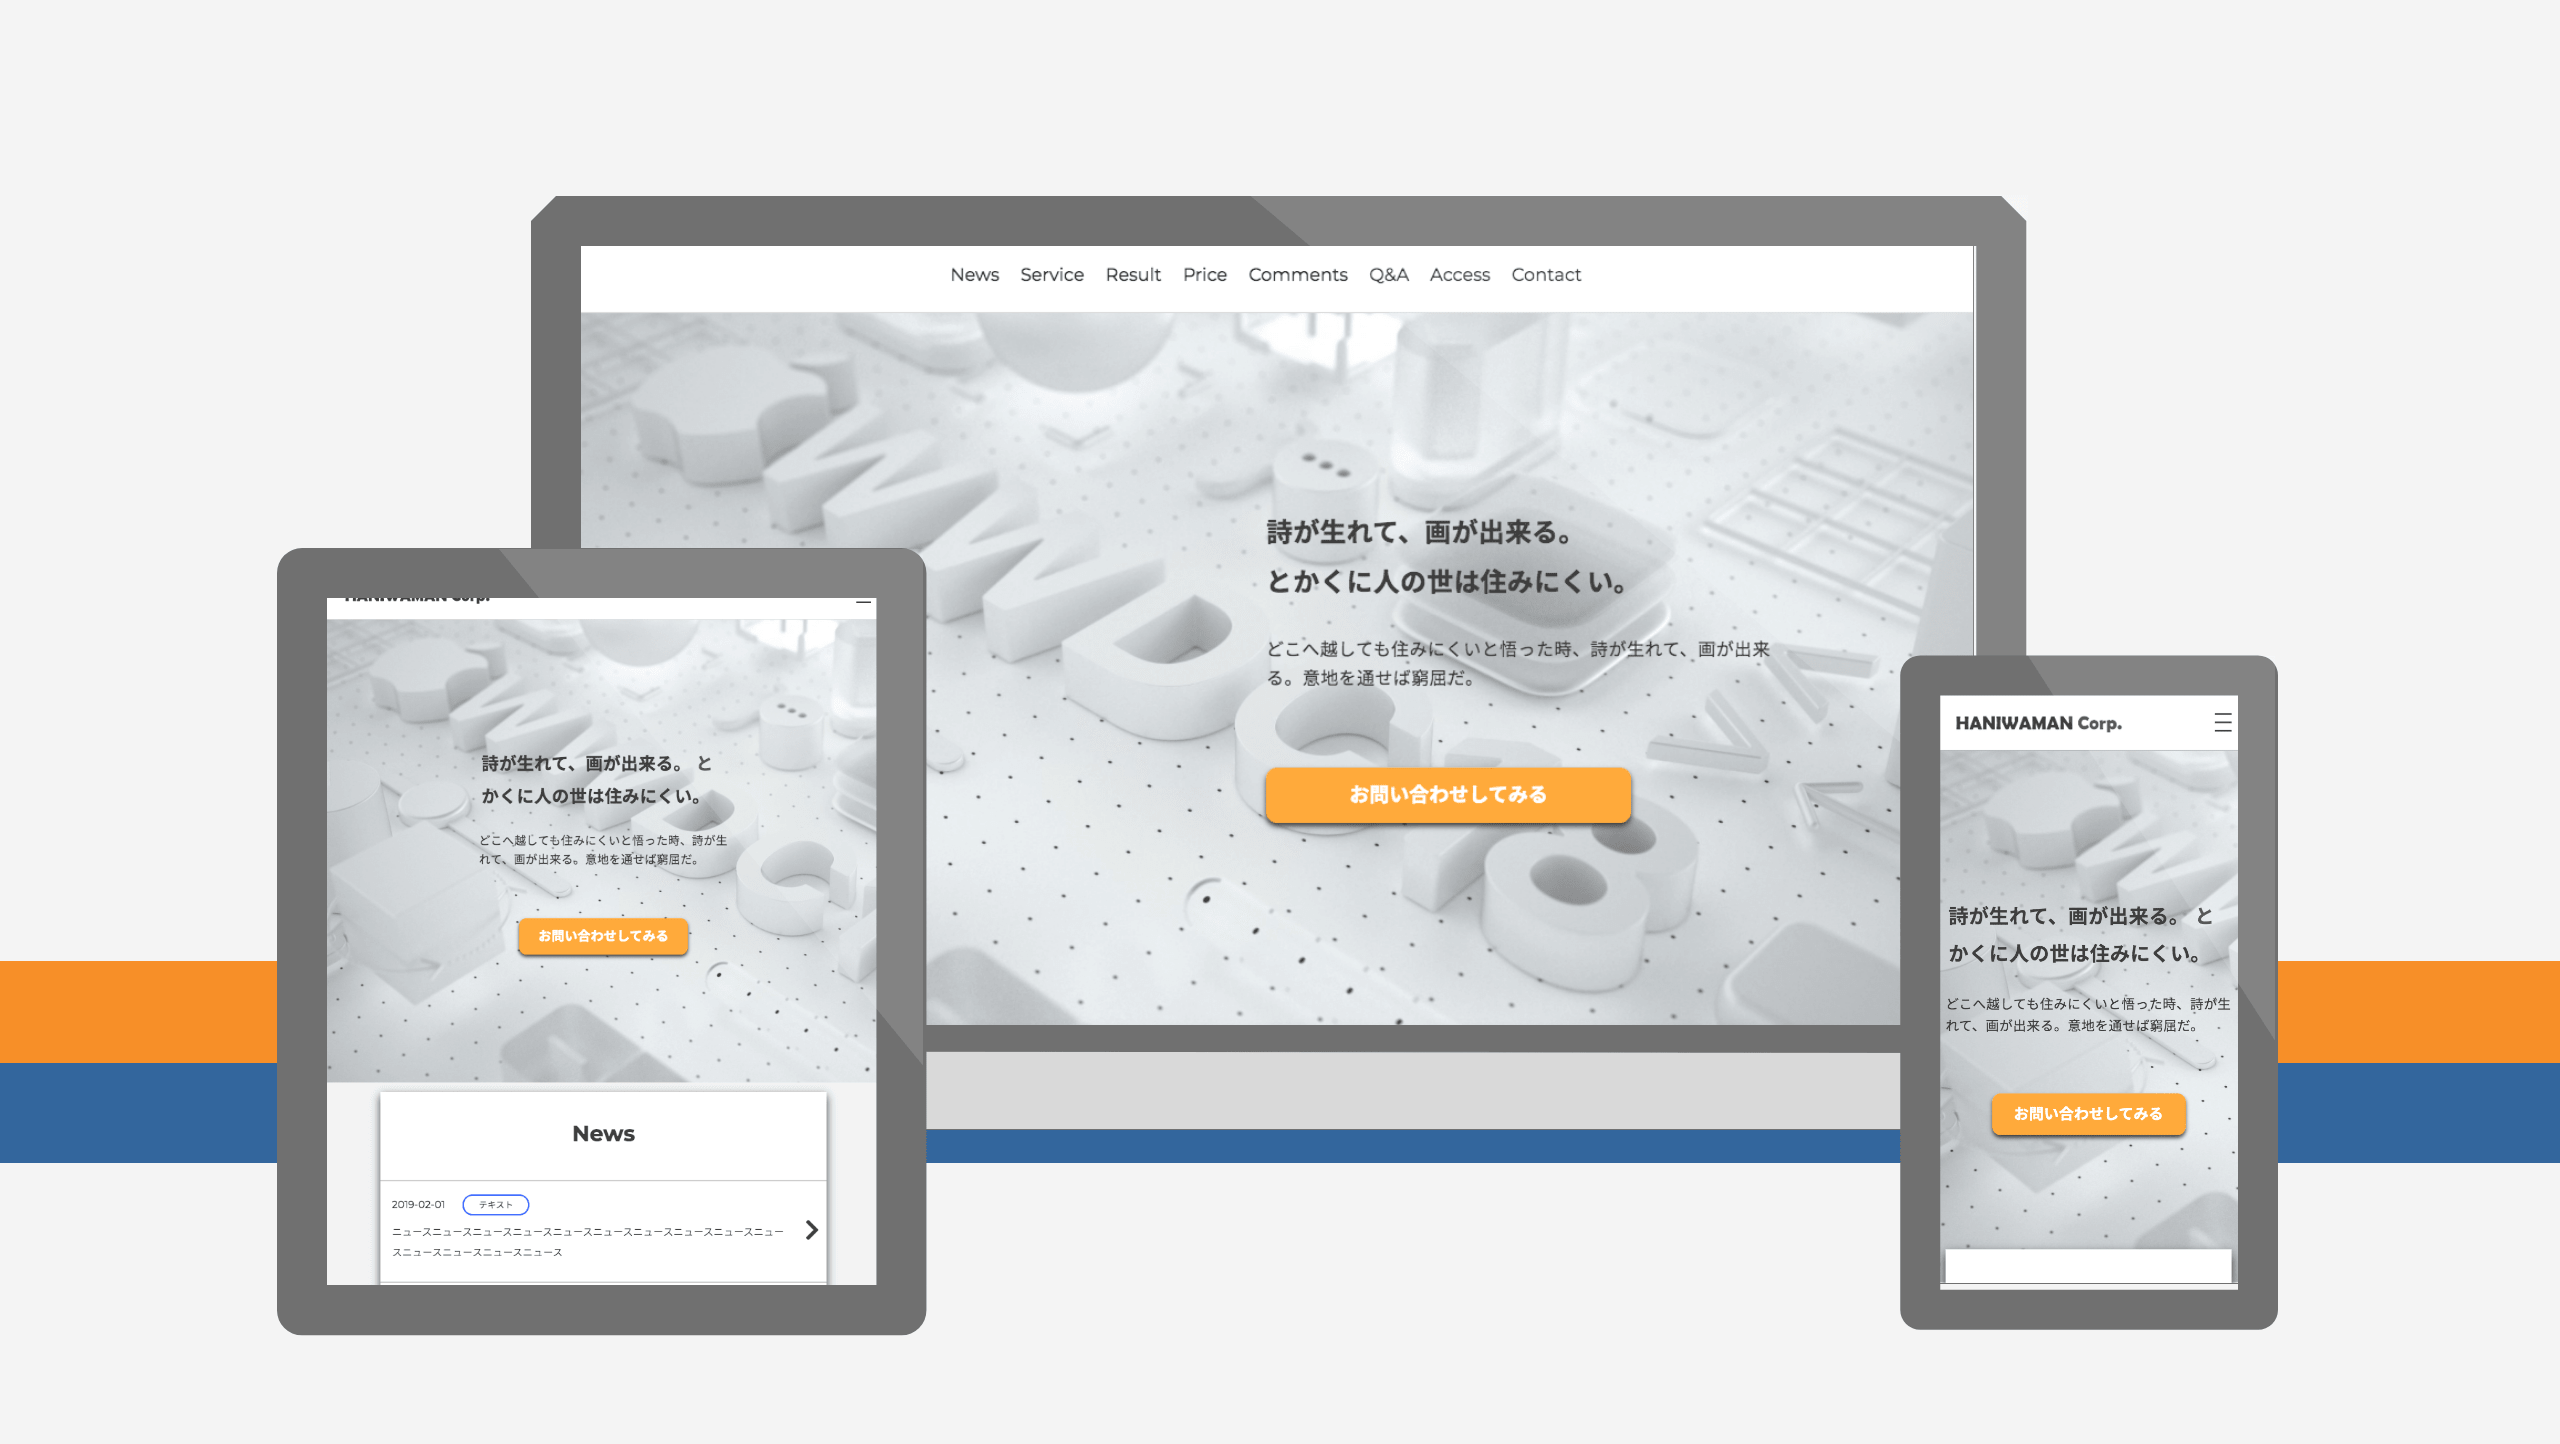 News Service Result Price Comments Q&A Access Contact
詩が生れて、画が出来る。
とかくに人の世は住みにくい。
どこへ越しても住みにくいと悟った時、詩が生れて、画が出来
る。意地を通せば窮屈だ。
お問い合わせしてみる
HANIWAMAN Corp.
詩が生れて、画が出来る。 と
かくに人の世は住みにくい。
どこへ越しても住みにくいと悟った時、詩が生
れて、画が出来る。意地を通せば窮屈だ。
お問い合わせしてみる
News
2019-02-01 テキスト
ニュースニュースニュースニュースニュースニュースニュースニュースニュースニュー
スニュースニュースニュースニュース
HANIWAMAN Corp.
詩が生れて、画が出来る。 と
かくに人の世は住みにくい。
どこへ越しても住みにくいと悟った時、詩が生
れて、画が出来る。意地を通せば窮屈だ。
お問い合わせしてみる